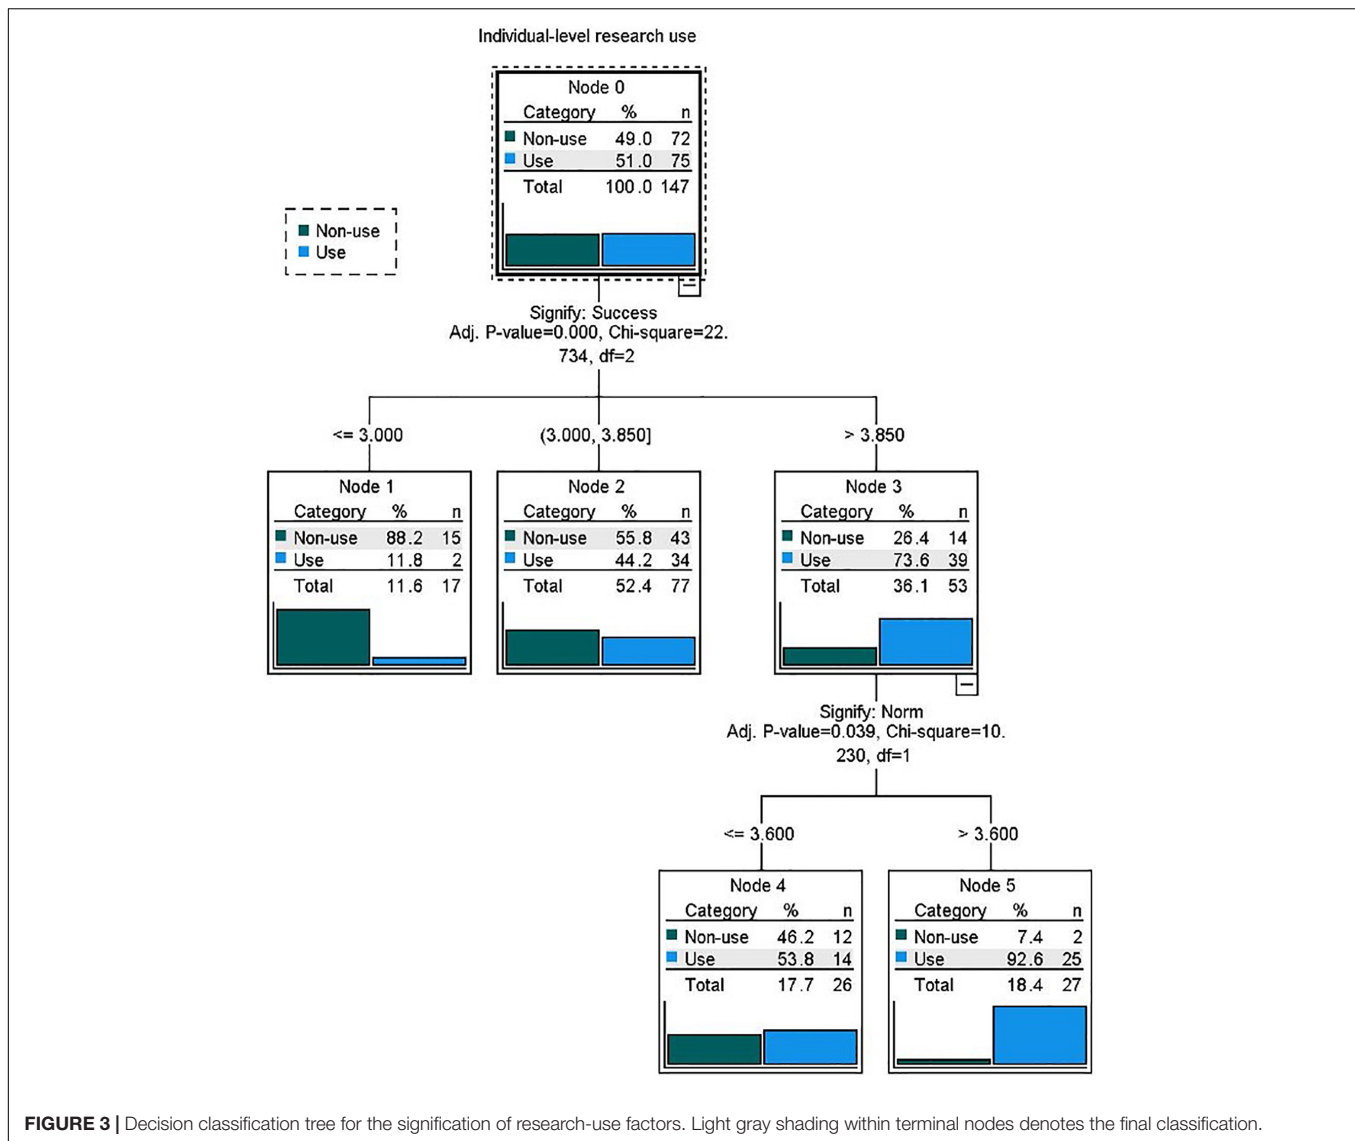 Individual-level research use
Node 0
Category % n
Non-use 49.0 72
Use 51.0 75
Total 100.0 147
Non-use
Use
Signify: Success
Adj. P-value=0.000, Chi-square=22.
734, df=2
<= 3.000
(3.000, 3.850]
> 3.850
Node 1
Category % n
Non-use 88.2 15
Use 11.8 2
Total 11.6 17
Node 2
Category % n
Non-use 55.8 43
Use 44.2 34
Total 52.4 77
Node 3
Category % n
Non-use 26.4 14
Use 73.6 39
Total 36.1 53
Signify: Norm
Adj. P-value=0.039, Chi-square=10.
230, df=1
<= 3.600
> 3.600
Node 4
Category % n
Non-use 46.2 12
Use 53.8 14
Total 17.7 26
Node 5
Category % n
Non-use 7.4 2
Use 92.6 25
Total 18.4 27
FIGURE 3 | Decision classification tree for the signification of research-use factors. Light gray shading within terminal nodes denotes the final classification.